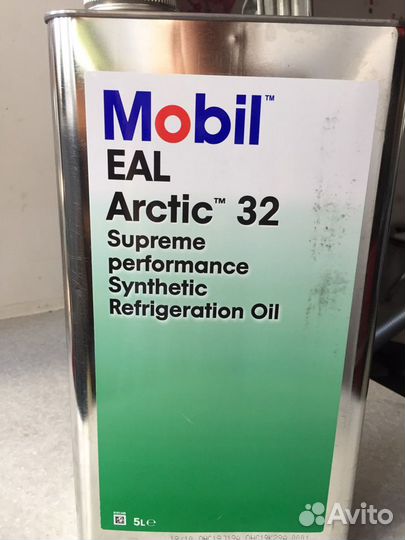 Mobil™
EAL
Arctic™ 32
Supreme
performance
Synthetic
Refrigeration Oil
5L℮
Avito